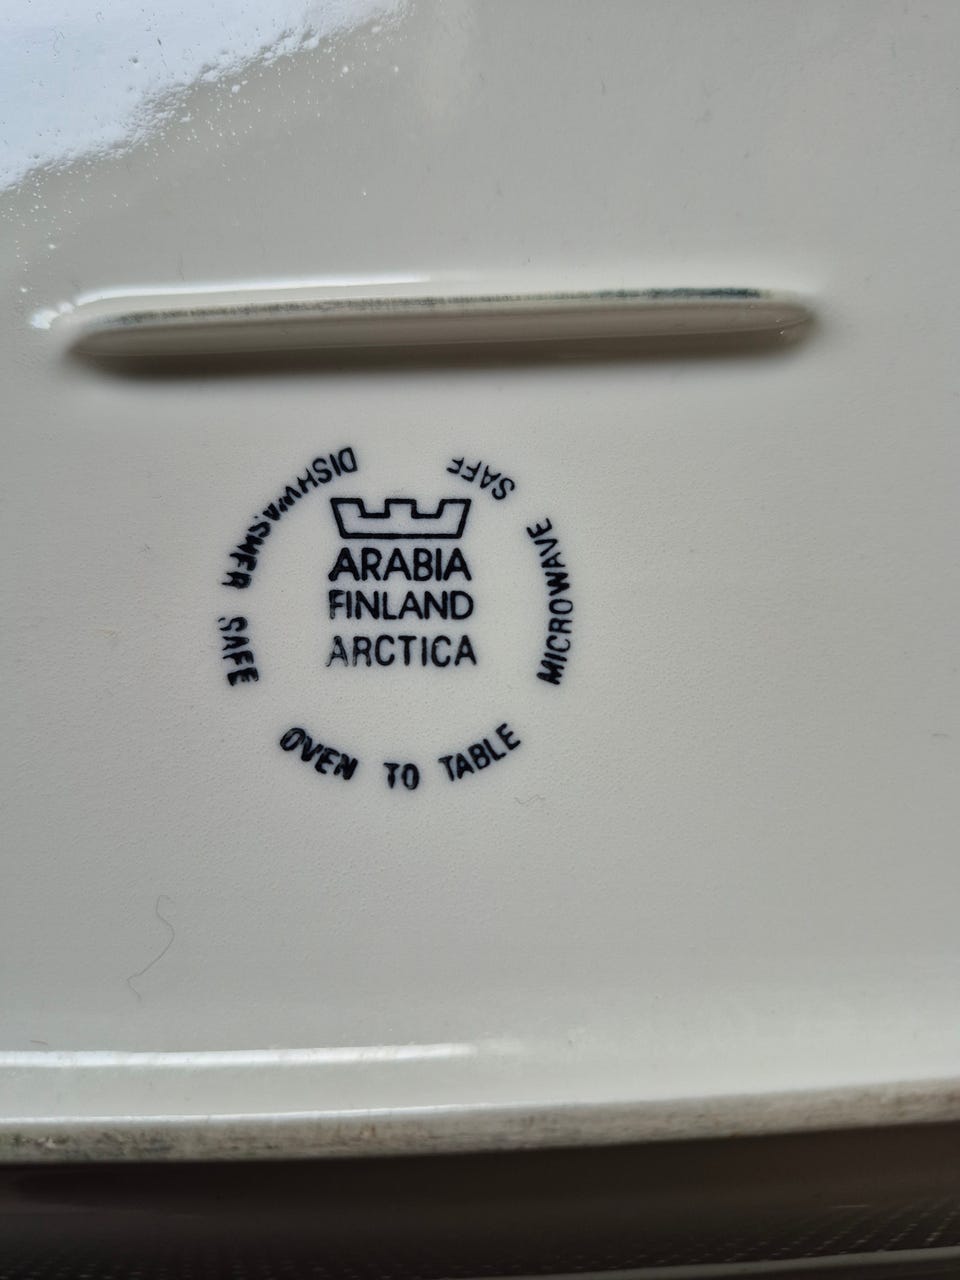 ARABIA
FINLAND
ARCTICA
DISHWASHER SAFE
OVEN TO TABLE
MICROWAVE SAFE